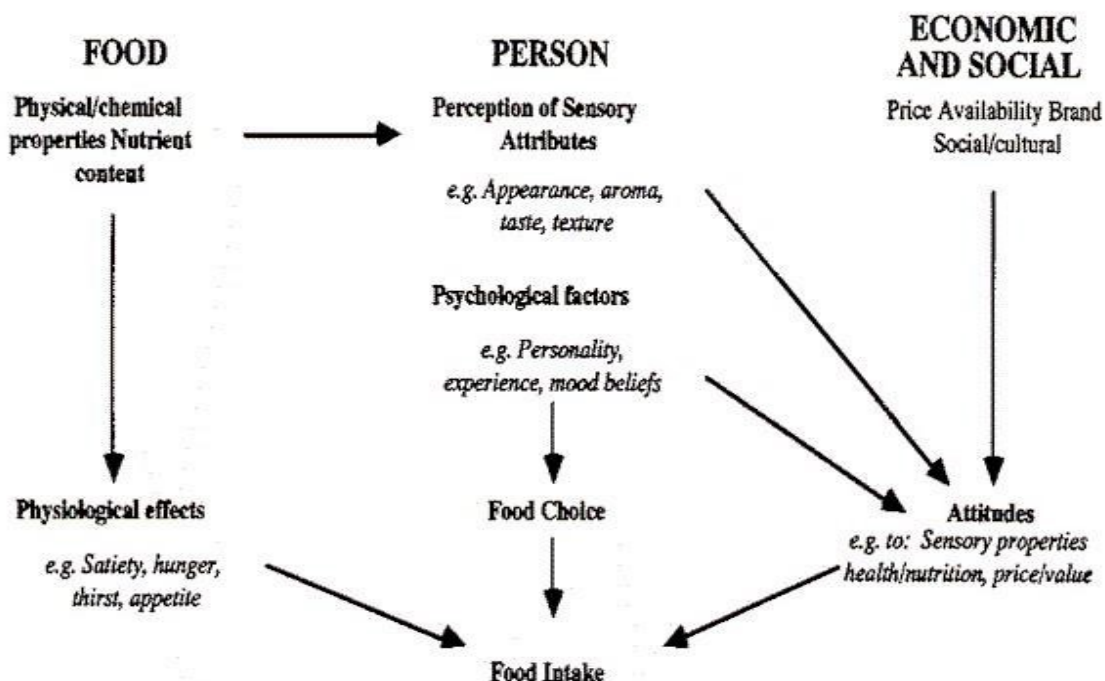 FOOD
Physical/chemical
properties Nutrient
content
PERSON
Perception of Sensory
Attributes
e.g. Appearance, aroma,
taste, texture
ECONOMIC
AND SOCIAL
Price Availability Brand
Social/cultural
Psychological factors
e.g. Personality,
experience, mood beliefs
Physiological effects
e.g. Satiety, hunger,
thirst, appetite
Food Choice
Attitudes
e.g. to: Sensory properties
health/nutrition, price/value
Food Intake